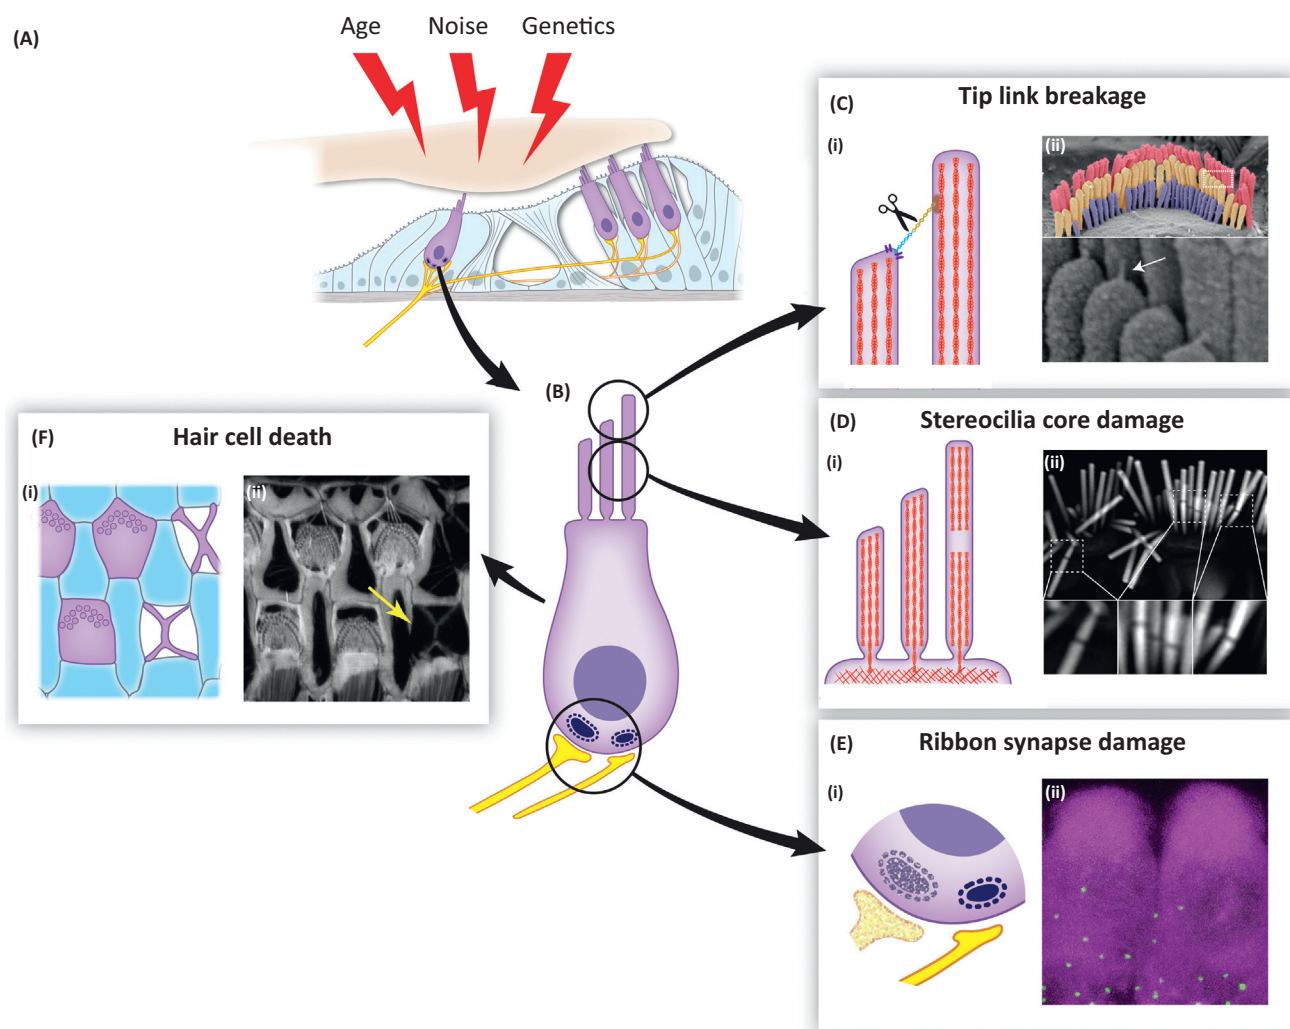 (A)
Age Noise Genetics
(C)
Tip link breakage
(i)
(ii)
(B)
(D)
Stereocilia core damage
(i)
(ii)
(F)
Hair cell death
(i)
(ii)
(E)
Ribbon synapse damage
(i)
(ii)